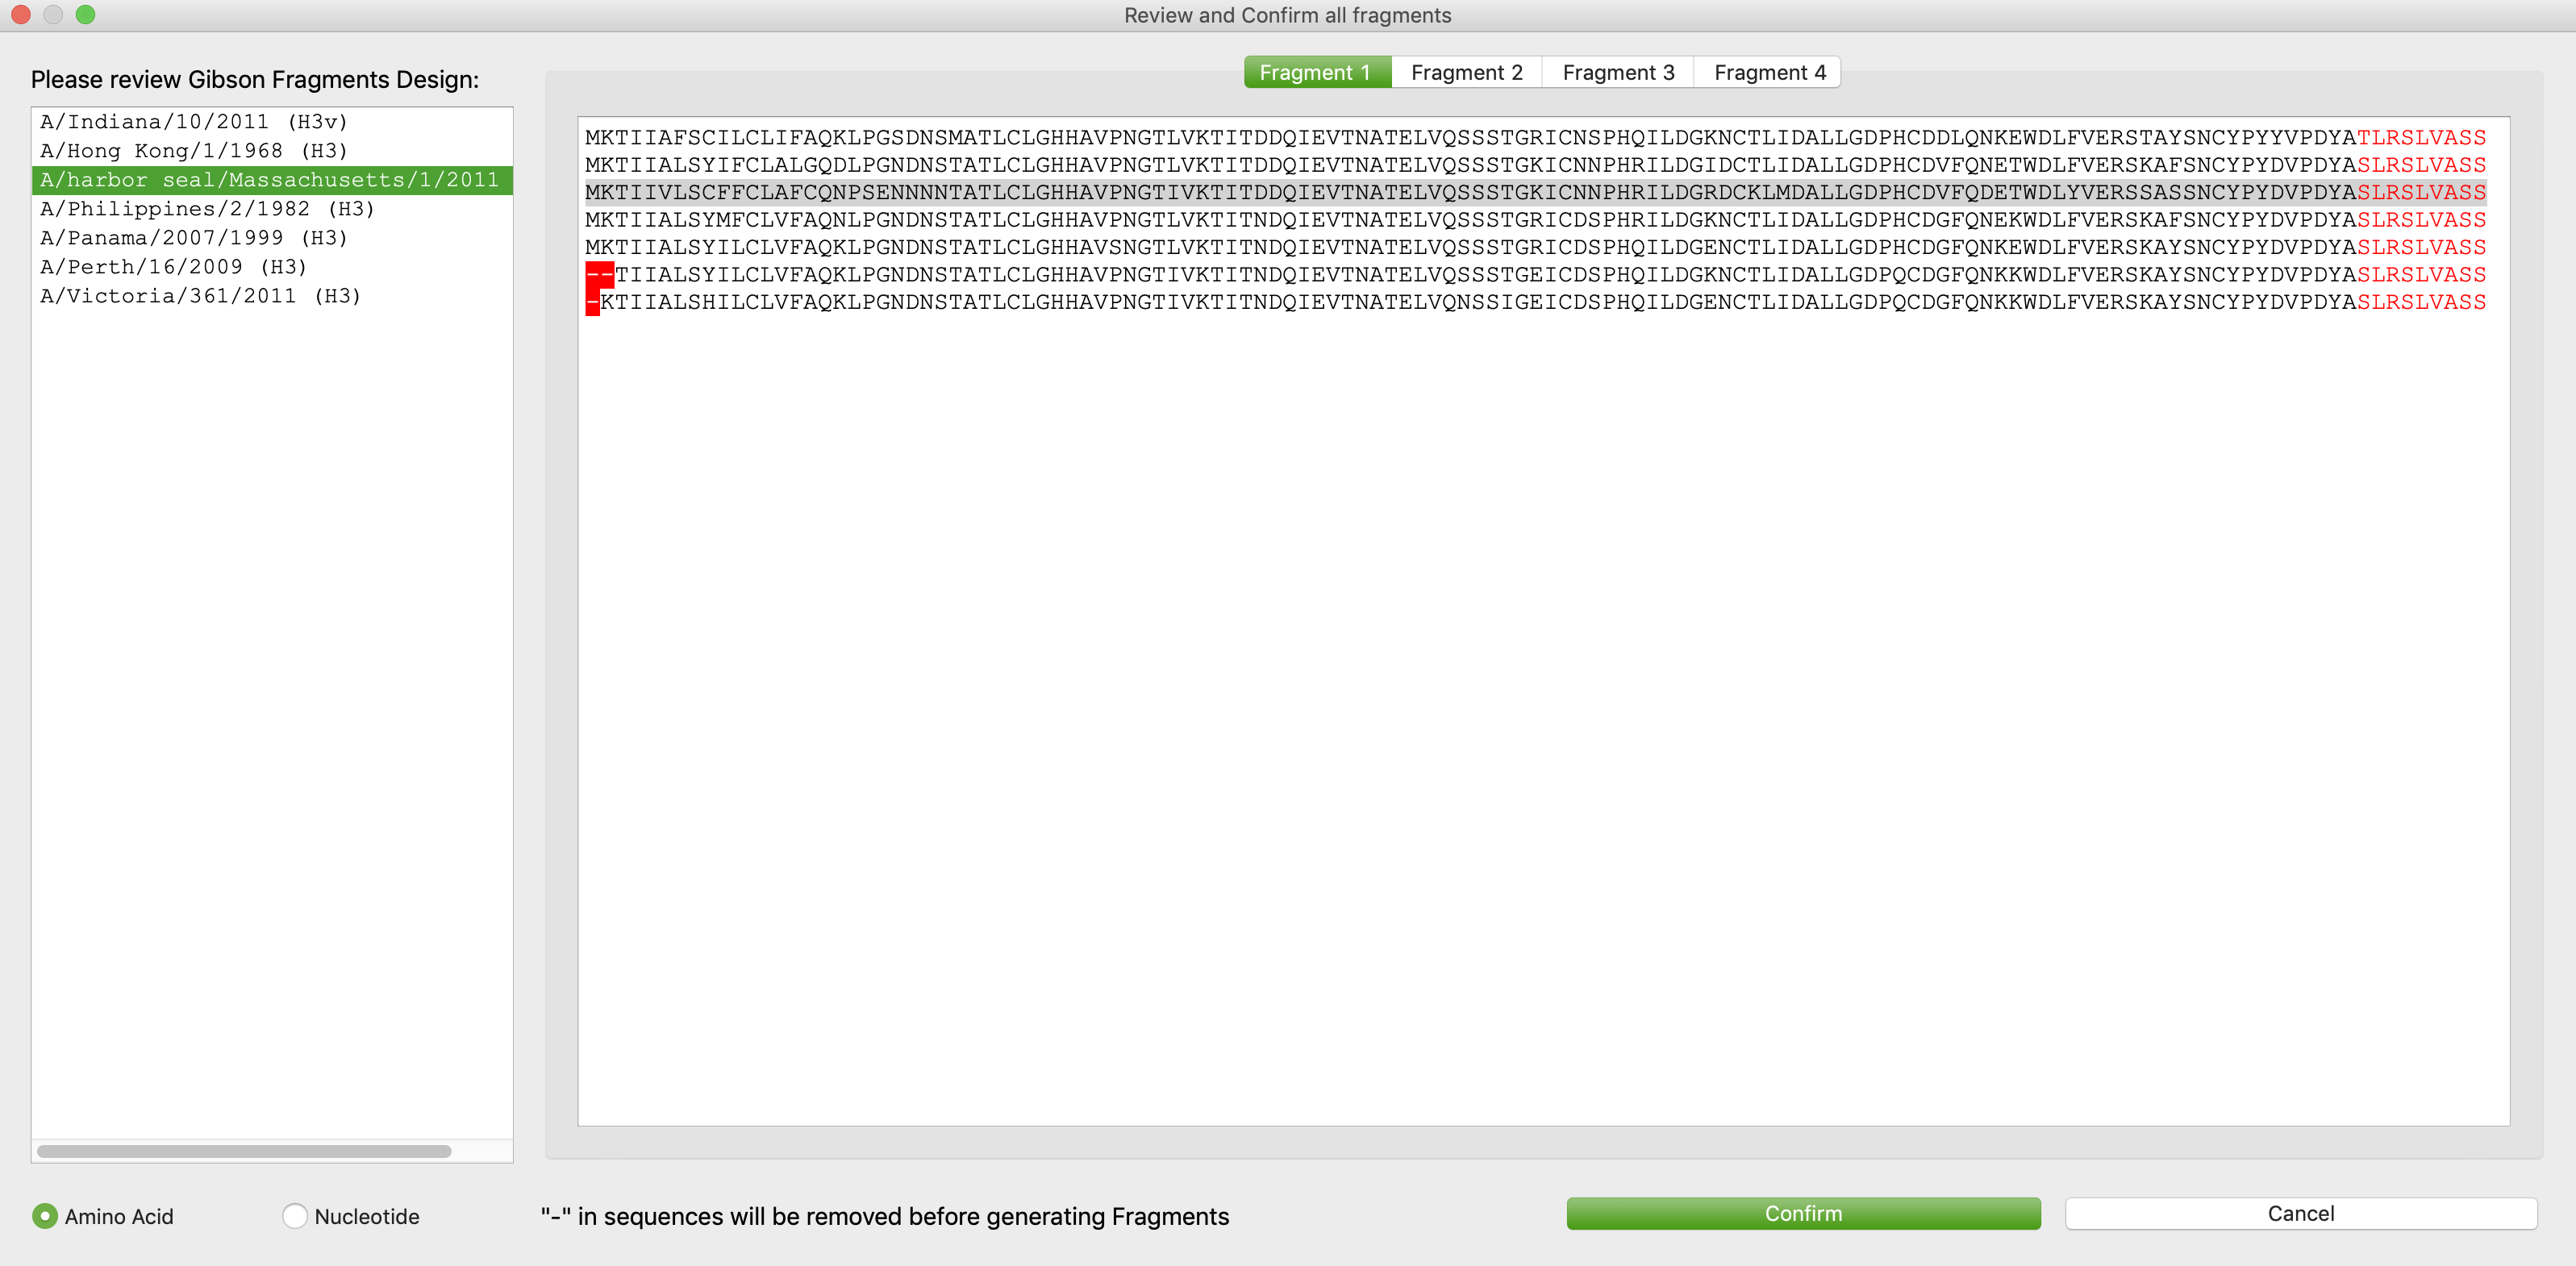 Review and Confirm all fragments
Please review Gibson Fragments Design:
A/Indiana/10/2011 (H3v)
A/Hong Kong/1/1968 (H3)
A/harbor seal/Massachusetts/1/2011
A/Philippines/2/1982 (H3)
A/Panama/2007/1999 (H3)
A/Perth/16/2009 (H3)
A/Victoria/361/2011 (H3)
Fragment 1 Fragment 2 Fragment 3 Fragment 4
MKTIIAFSCILCLIFAQKLPGSDNSMATLCLGHHAVPNGTLVKTITDDQIEVTNATELVQSSSTGRICNSPHQILDGKNCTLIDALLGDPHCDDLQNKEWDLFVERSTAYSNCYPYYVPDYATLRSLVASS
MKTIIALSYIFCLALGQDLPGNDNSTATLCLGHHAVPNGTLVKTITDDQIEVTNATELVQSSSTGKICNNPHRILDGIDCTLIDALLGDPHCDVFQNETWDLFVERSKAFSNCYPYDVPDYASLRSLVASS
MKTIIVLSCFFCLAFCQNPSENNNNTATLCLGHHAVPNGTIVKTITDDQIEVTNATELVQSSSTGKICNNPHRILDGRDCKLMDALLGDPHCDVFQDETWDLYVERSSASSNCYPYDVPDYASLRSLVASS
MKTIIALSYMFCLVFAQNLPGNDNSTATLCLGHHAVPNGTLVKTITNDQIEVTNATELVQSSSTGRICDSPHRILDGKNCTLIDALLGDPHCDGFQNEKWDLFVERSKAFSNCYPYDVPDYASLRSLVASS
MKTIIALSYILCLVFAQKLPGNDNSTATLCLGHHAVSNGTLVKTITNDQIEVTNATELVQSSSTGRICDSPHQILDGENCTLIDALLGDPHCDGFQNKEWDLFVERSKAYSNCYPYDVPDYASLRSLVASS
--TIIALSYILCLVFAQKLPGNDNSTATLCLGHHAVPNGTIVKTITNDQIEVTNATELVQSSSTGEICDSPHQILDGKNCTLIDALLGDPQCDGFQNKKWDLFVERSKAYSNCYPYDVPDYASLRSLVASS
-KTIIALSHILCLVFAQKLPGNDNSTATLCLGHHAVPNGTIVKTITNDQIEVTNATELVQNSSIGEICDSPHQILDGENCTLIDALLGDPQCDGFQNKKWDLFVERSKAYSNCYPYDVPDYASLRSLVASS
Amino Acid Nucleotide "-" in sequences will be removed before generating Fragments Confirm Cancel